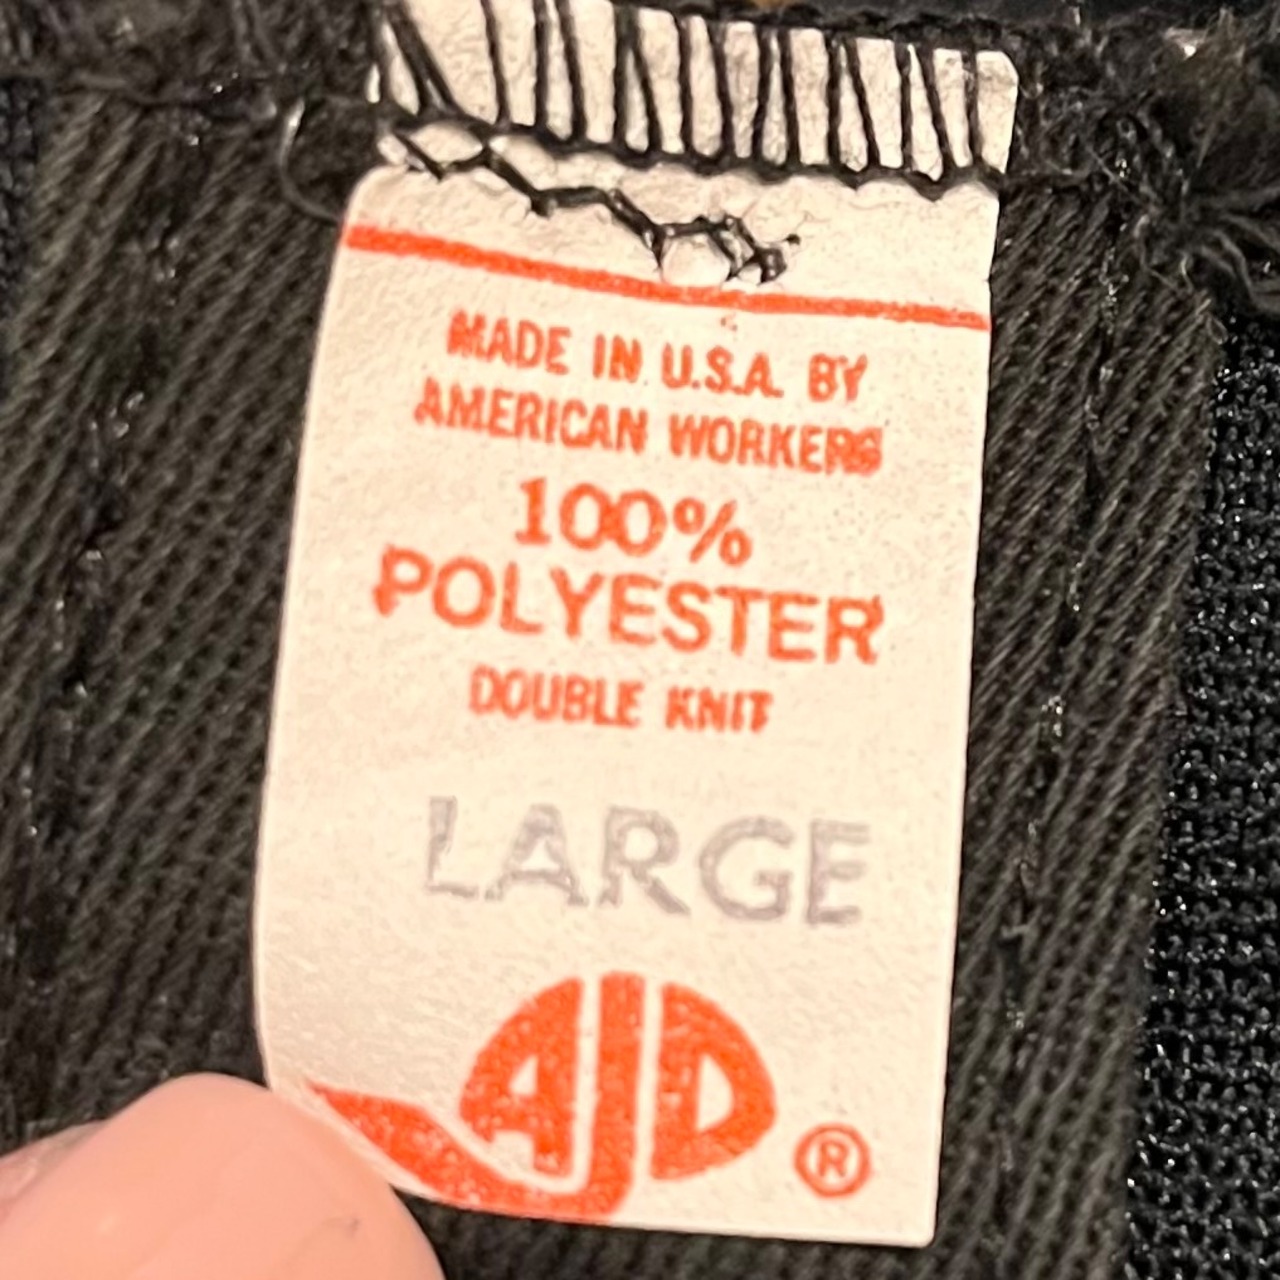 MADE IN U.S.A. BY
AMERICAN WORKERS
100%
POLYESTER
DOUBLE KNIT
LARGE
AJD
®